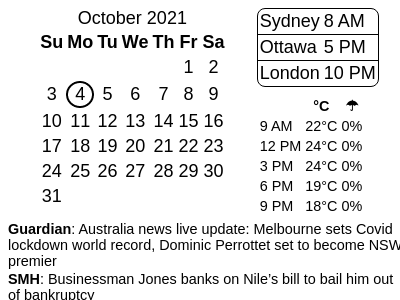 October 2021
Su Mo Tu We Th Fr Sa
1 2
3 4 5 6 7 8 9
10 11 12 13 14 15 16
17 18 19 20 21 22 23
24 25 26 27 28 29 30
31
Sydney 8 AM
Ottawa 5 PM
London 10 PM
°C ☂
9 AM 22°C 0%
12 PM 24°C 0%
3 PM 24°C 0%
6 PM 19°C 0%
9 PM 18°C 0%
Guardian: Australia news live update: Melbourne sets Covid
lockdown world record, Dominic Perrottet set to become NSW
premier
SMH: Businessman Jones banks on Nile’s bill to bail him out
of bankruptcy